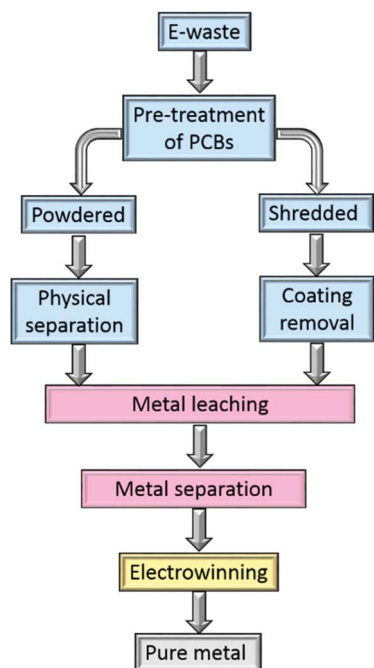 E-waste
Pre-treatment
of PCBs
Powdered
Shredded
Physical
separation
Coating
removal
Metal leaching
Metal separation
Electrowinning
Pure metal